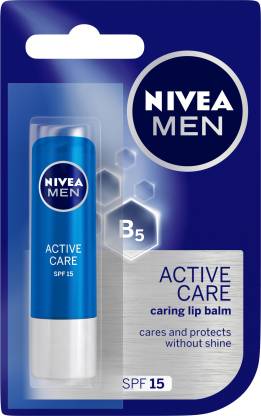 NIVEA
MEN
NIVEA
MEN
ACTIVE
CARE
SPF 15
B5
ACTIVE
CARE
caring lip balm
cares and protects
without shine
SPF 15